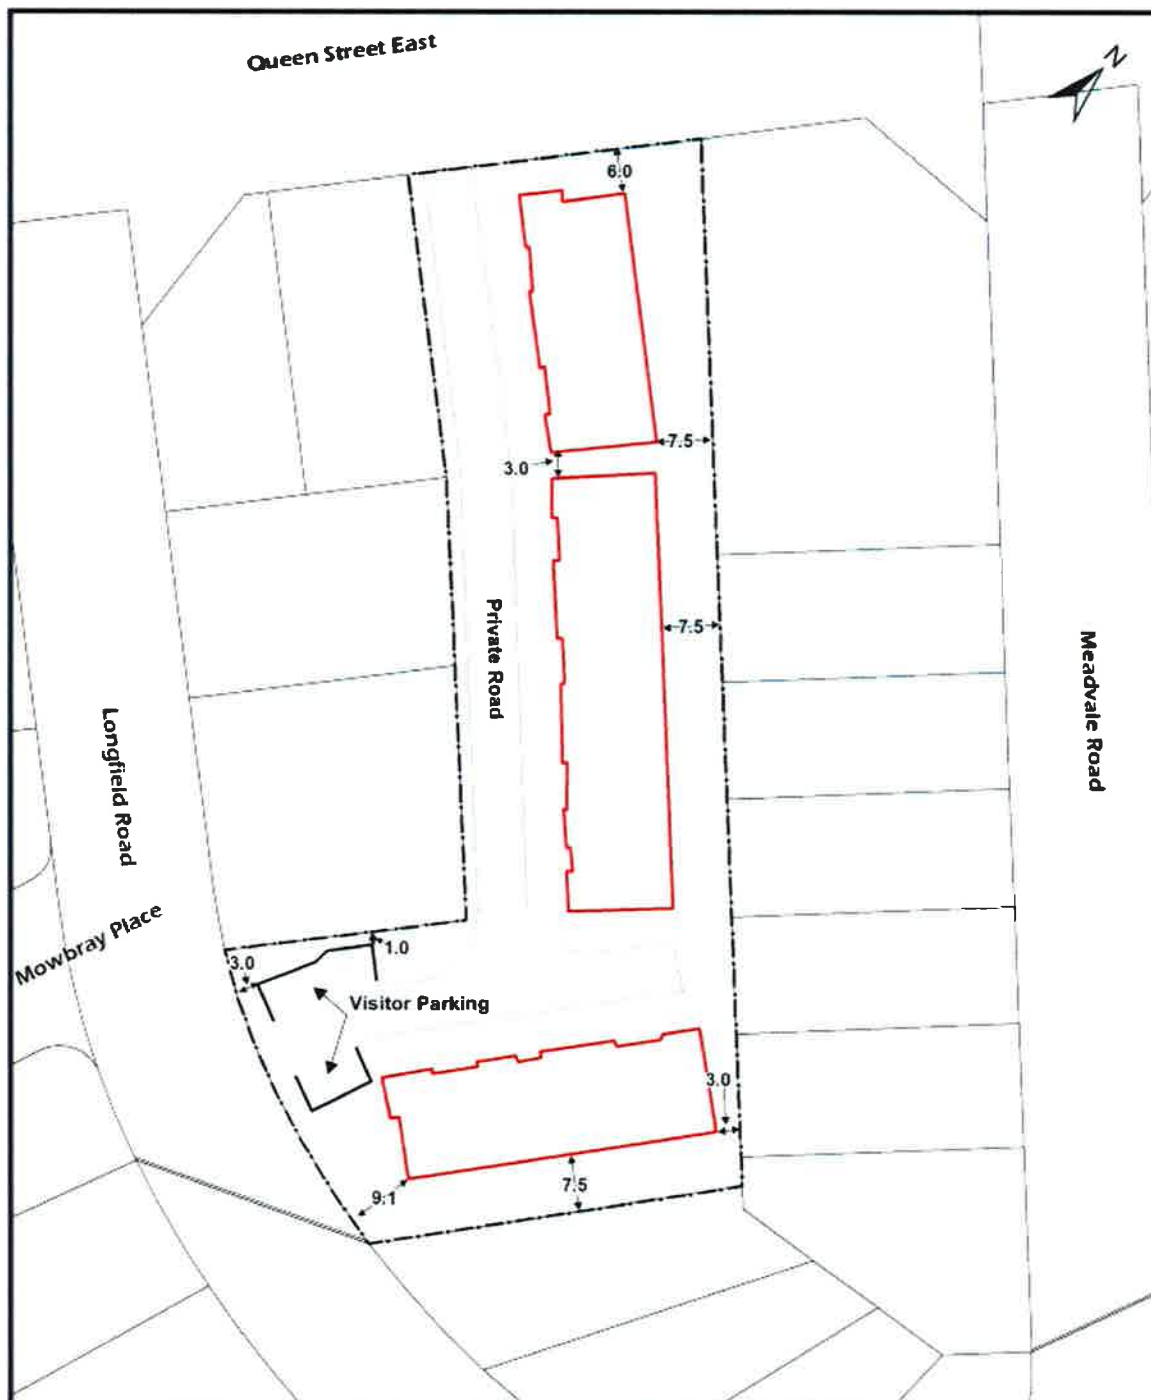 Queen Street East
N
6.0
7.5
3.0
Private Road
7.5
Meadvale Road
Longfield Road
Mowbray Place
3.0
1.0
Visitor Parking
3.0
9.1
7.5